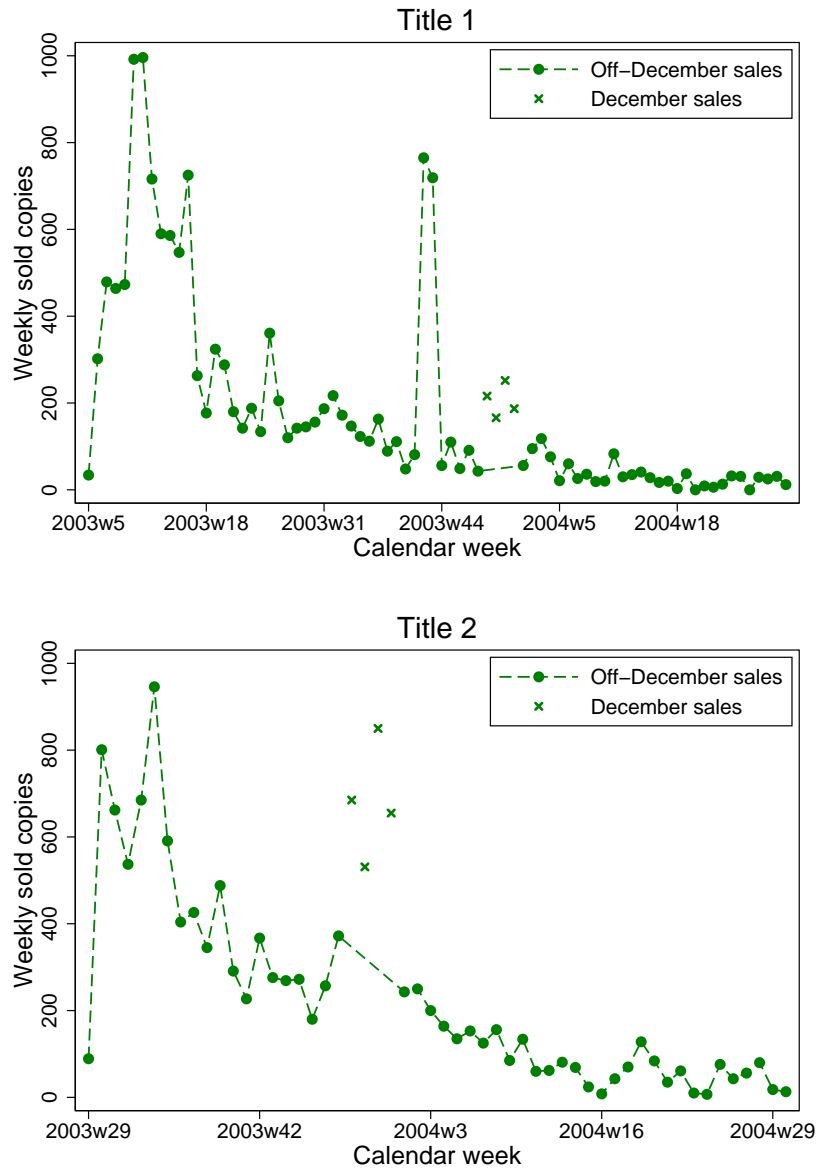 Title 1
Off−December sales
December sales
Weekly sold copies
1000
800
600
400
200
0
2003w5 2003w18 2003w31 2003w44 2004w5 2004w18
Calendar week
Title 2
Off−December sales
December sales
Weekly sold copies
1000
800
600
400
200
0
2003w29 2003w42 2004w3 2004w16 2004w29
Calendar week